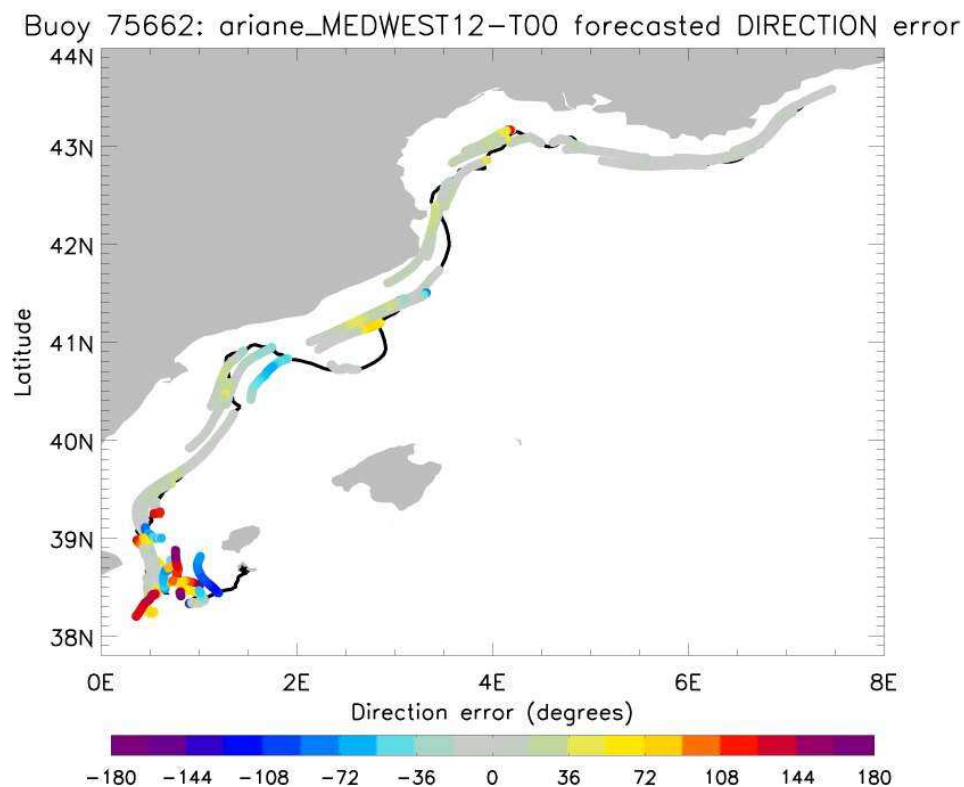 Buoy 75662: ariane_MEDWEST12-T00 forecasted DIRECTION error
44N
43N
42N
41N
40N
39N
38N
Latitude
0E 2E 4E 6E 8E
Direction error (degrees)
-180 -144 -108 -72 -36 0 36 72 108 144 180